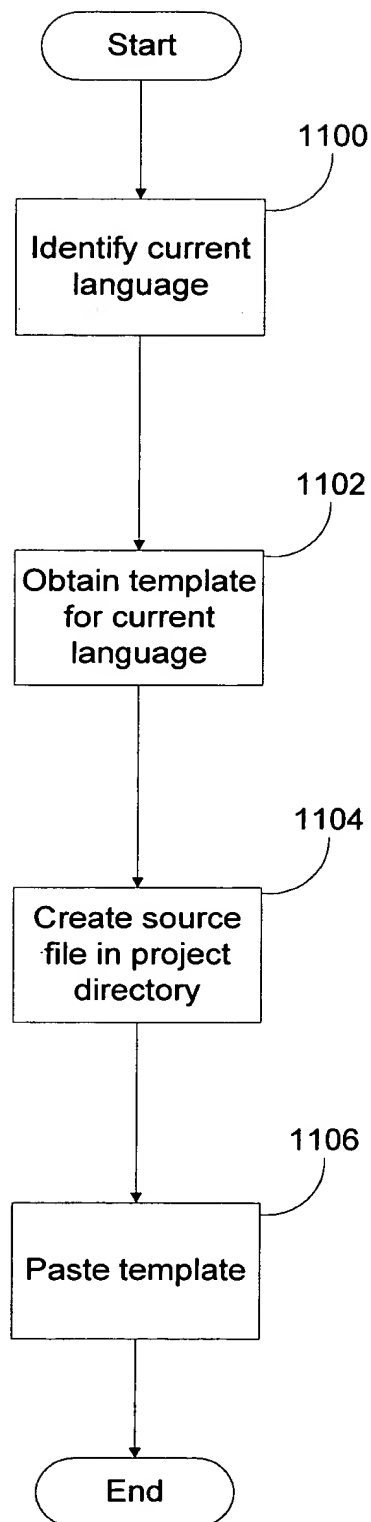 Start
1100
Identify current
language
1102
Obtain template
for current
language
1104
Create source
file in project
directory
1106
Paste template
End